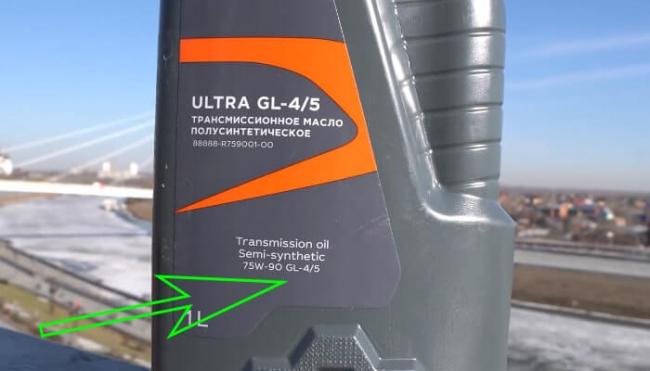 ULTRA GL-4/5
ТРАНСМИССИОННОЕ МАСЛО
ПОЛУСИНТЕТИЧЕСКОЕ
88888-R759001-00
Transmission oil
Semi-synthetic
75W-90 GL-4/5
1L